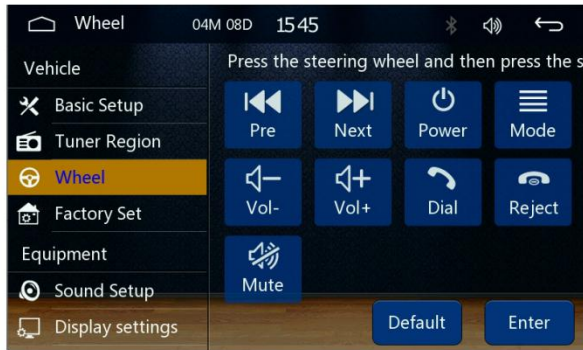 Wheel 04M 08D 15 45
Vehicle
Press the steering wheel and then press the s
Basic Setup
Tuner Region
Wheel
Factory Set
Equipment
Sound Setup
Display settings
Pre Next Power Mode
Vol- Vol+ Dial Reject
Mute
Default Enter